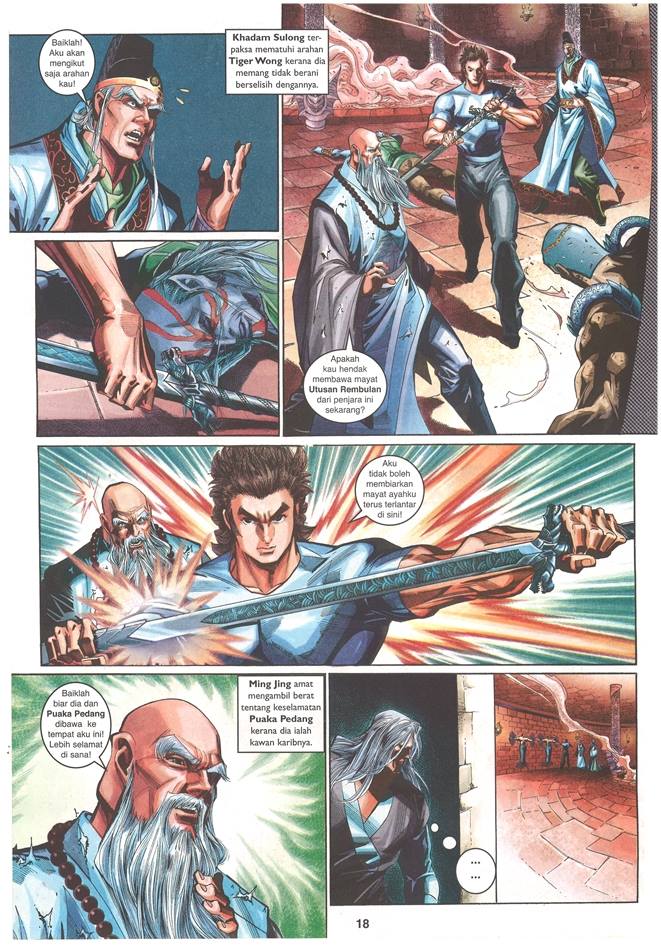 Baiklah!
Aku akan
mengikut
saja arahan
kau!
Khadam Sulong ter-
paksa mematuhi arahan
Tiger Wong kerana dia
memang tidak berani
berselisih dengannya.
Apakah
kau hendak
membawa mayat
Utusan Rembulan
dari penjara ini
sekarang?
Aku
tidak boleh
membiarkan
mayat ayahku
terus terlantar
di sini!
Baiklah
biar dia dan
Puaka Pedang
dibawa ke
tempat aku ini!
Lebih selamat
di sana!
Ming Jing amat
mengambil berat
tentang keselamatan
Puaka Pedang
kerana dia ialah
kawan karibnya.
...
...
18